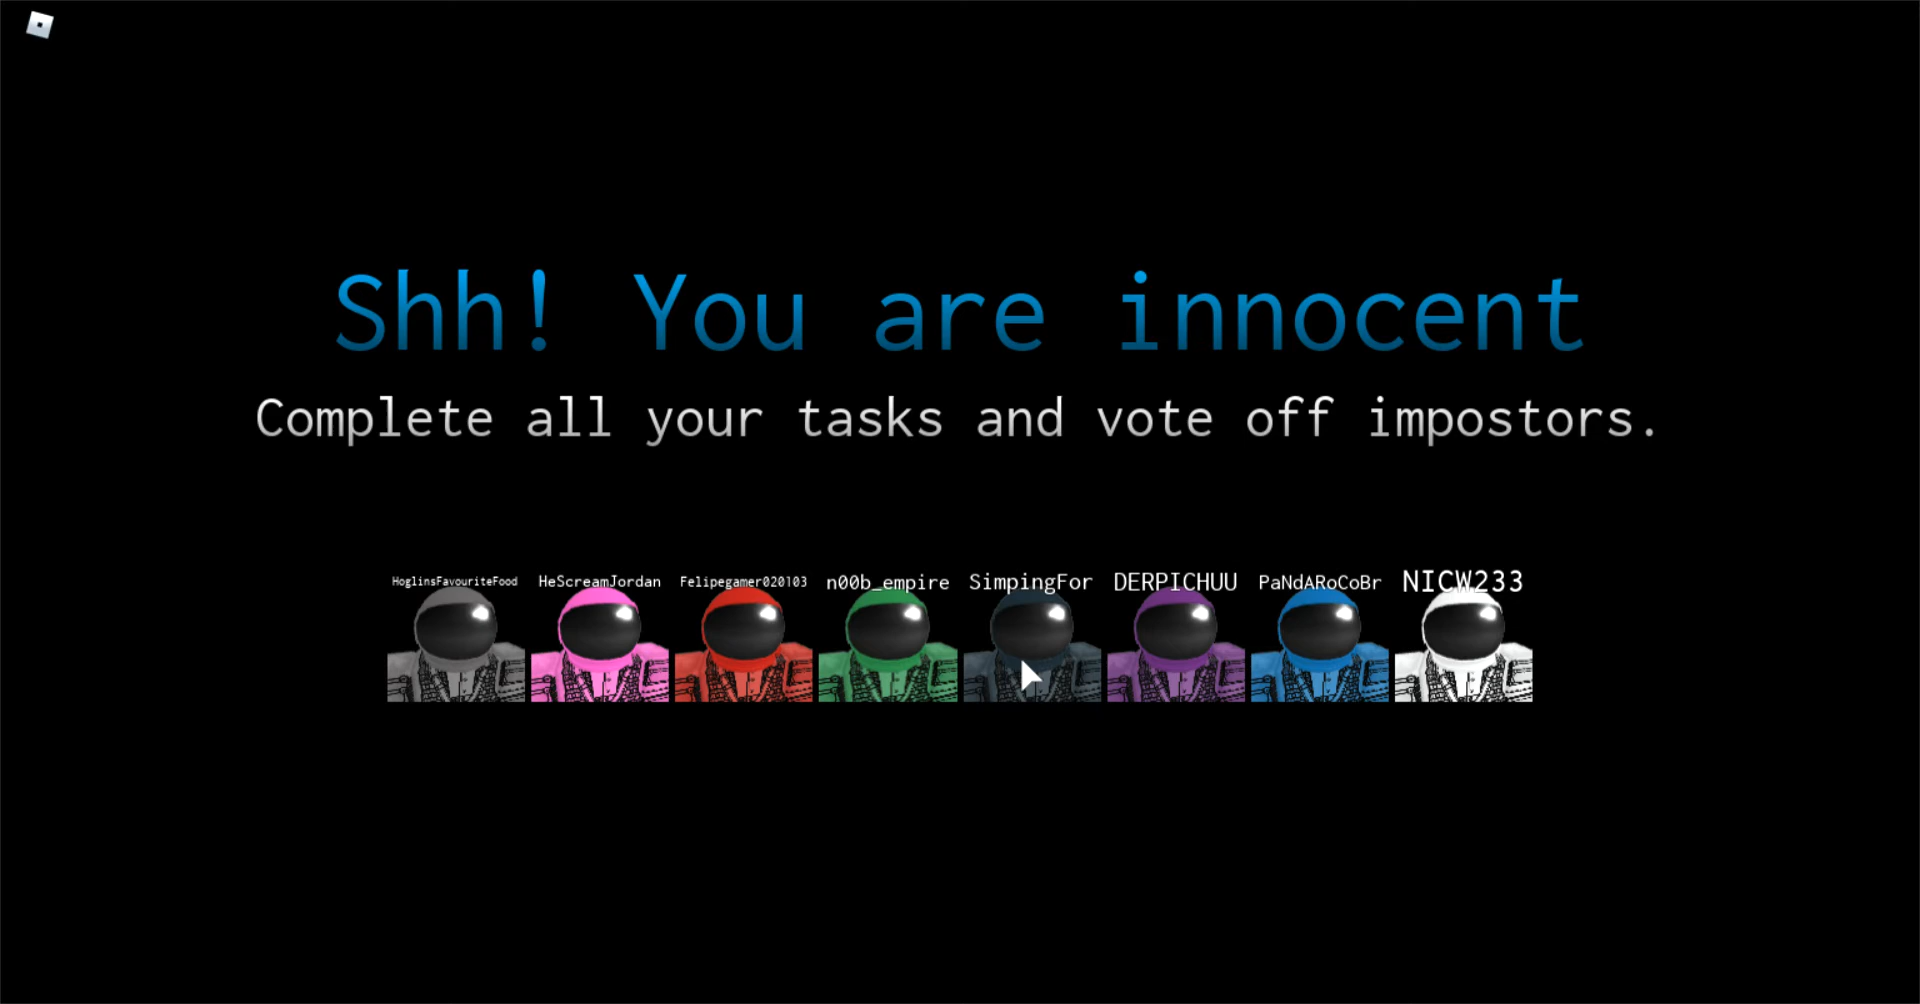 Shh! You are innocent
Complete all your tasks and vote off impostors.
HoglinsFavouriteFood HeScreamJordan Felipegamer020103 n00b_empire SimpingFor DERPICHUU PaNdARoCoBr NICW233